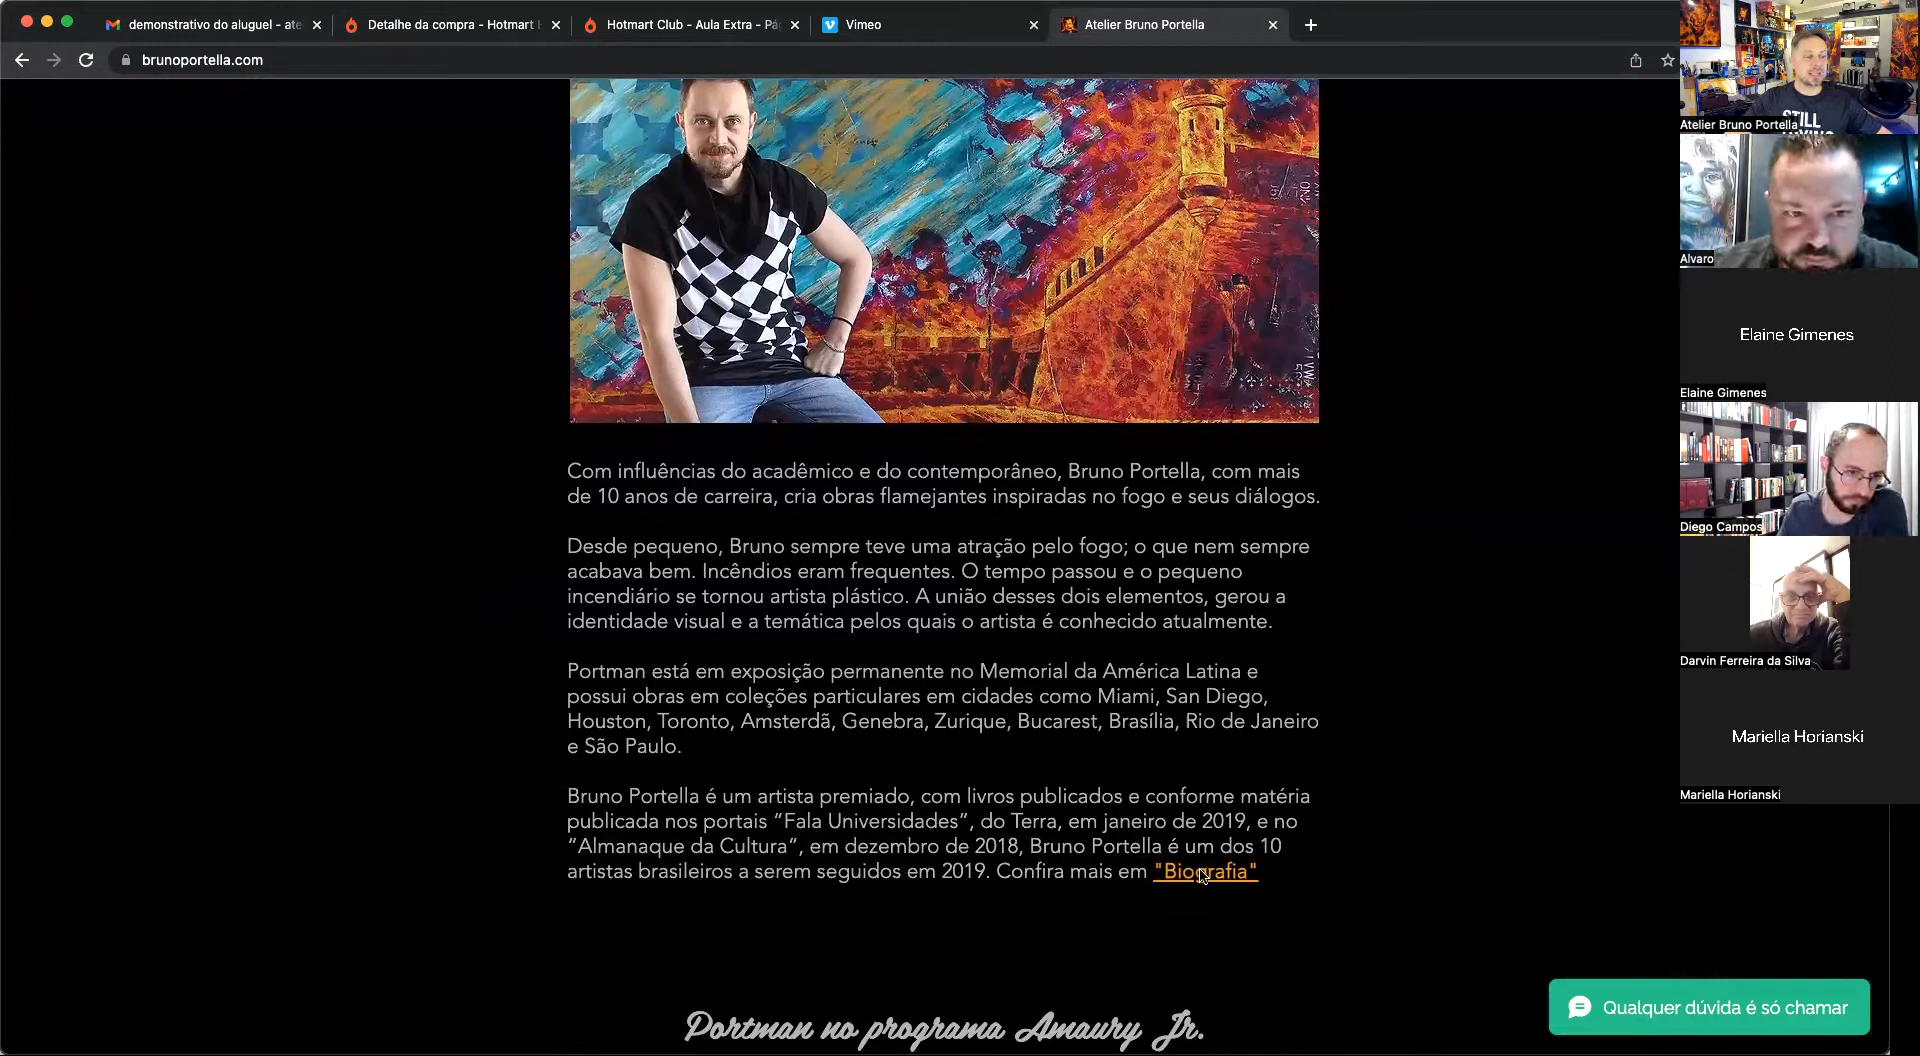 demonstrativo do aluguel - ate
Detalhe da compra - Hotmart
Hotmart Club - Aula Extra - Pá
Vimeo
Atelier Bruno Portella
brunoportella.com
Com influências do acadêmico e do contemporâneo, Bruno Portella, com mais
de 10 anos de carreira, cria obras flamejantes inspiradas no fogo e seus diálogos.
Desde pequeno, Bruno sempre teve uma atração pelo fogo; o que nem sempre
acabava bem. Incêndios eram frequentes. O tempo passou e o pequeno
incendiário se tornou artista plástico. A união desses dois elementos, gerou a
identidade visual e a temática pelos quais o artista é conhecido atualmente.
Portman está em exposição permanente no Memorial da América Latina e
possui obras em coleções particulares em cidades como Miami, San Diego,
Houston, Toronto, Amsterdã, Genebra, Zurique, Bucarest, Brasília, Rio de Janeiro
e São Paulo.
Bruno Portella é um artista premiado, com livros publicados e conforme matéria
publicada nos portais “Fala Universidades”, do Terra, em janeiro de 2019, e no
“Almanaque da Cultura”, em dezembro de 2018, Bruno Portella é um dos 10
artistas brasileiros a serem seguidos em 2019. Confira mais em "Biografia"
Portman no programa Amaury Jr.
Qualquer dúvida é só chamar
STILL
Atelier Bruno Portella
Alvaro
Elaine Gimenes
Elaine Gimenes
Diego Campos
Darvin Ferreira da Silva
Mariella Horianski
Mariella Horianski